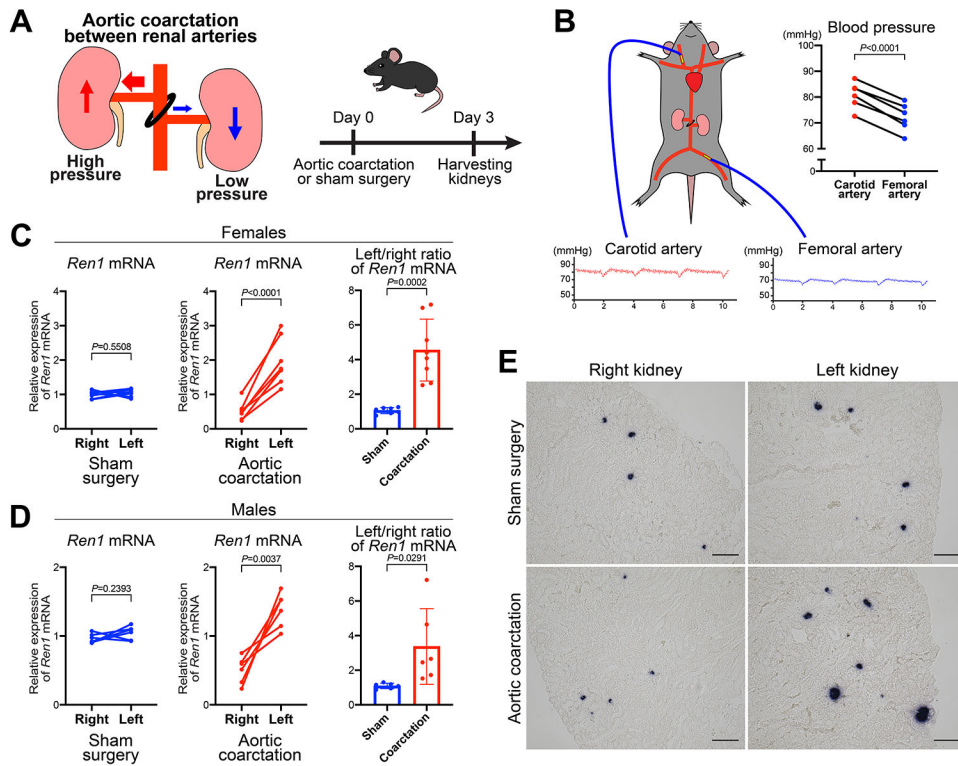 A
Aortic coarctation
between renal arteries
High
pressure
Low
pressure
Day 0
Day 3
Aortic coarctation
or sham surgery
Harvesting
kidneys
B
Blood pressure
(mmHg)
P<0.0001
100
90
80
70
60
0
Carotid
artery
Femoral
artery
(mmHg)
Carotid artery
90
70
50
0 2 4 6 8 10
(mmHg)
Femoral artery
90
70
50
0 2 4 6 8 10
C
Females
Ren1 mRNA
Relative expression
of Ren1 mRNA
4
3
2
1
0
P=0.5508
Right Left
Sham
surgery
Ren1 mRNA
Relative expression
of Ren1 mRNA
4
3
2
1
0
P<0.0001
Right Left
Aortic
coarctation
Left/right ratio
of Ren1 mRNA
P=0.0002
8
6
4
2
0
Sham
Coarctation
D
Males
Ren1 mRNA
Relative expression
of Ren1 mRNA
2
1
0
P=0.2393
Right Left
Sham
surgery
Ren1 mRNA
Relative expression
of Ren1 mRNA
2
1
0
P=0.0037
Right Left
Aortic
coarctation
Left/right ratio
of Ren1 mRNA
P=0.0291
8
6
4
2
0
Sham
Coarctation
E
Right kidney
Left kidney
Sham surgery
Aortic coarctation